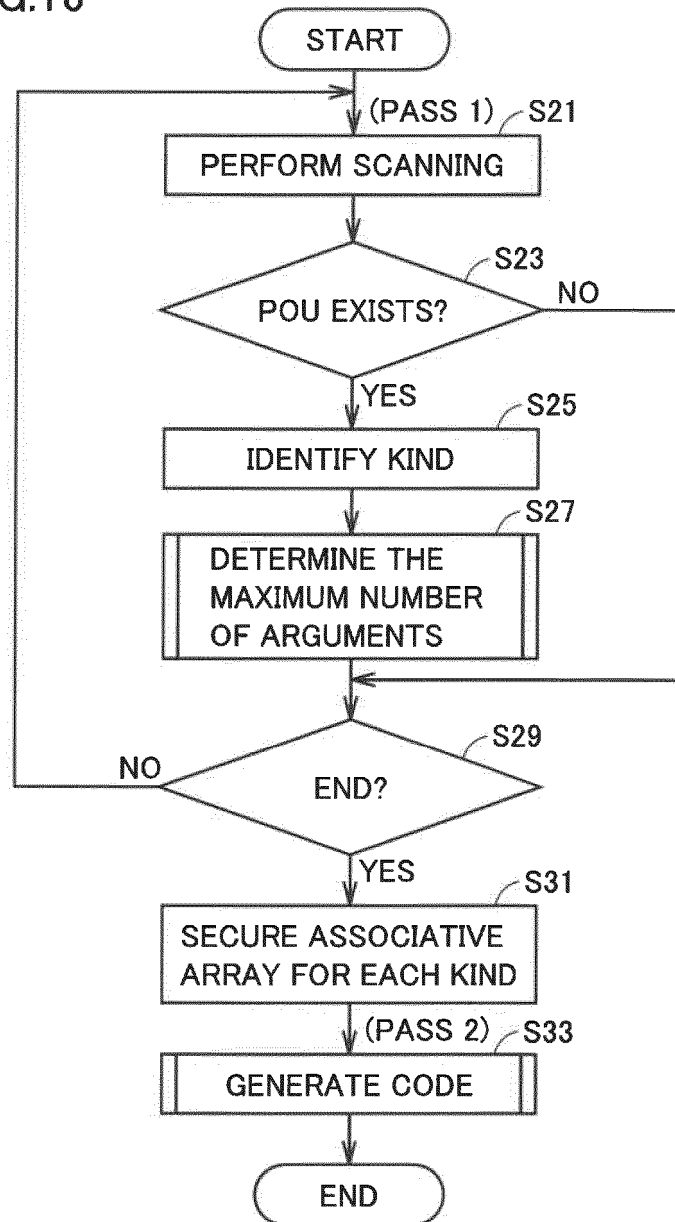 START
(PASS 1) S21
PERFORM SCANNING
S23
POU EXISTS?
NO
YES
S25
IDENTIFY KIND
S27
DETERMINE THE
MAXIMUM NUMBER
OF ARGUMENTS
S29
NO
END?
YES
S31
SECURE ASSOCIATIVE
ARRAY FOR EACH KIND
(PASS 2) S33
GENERATE CODE
END